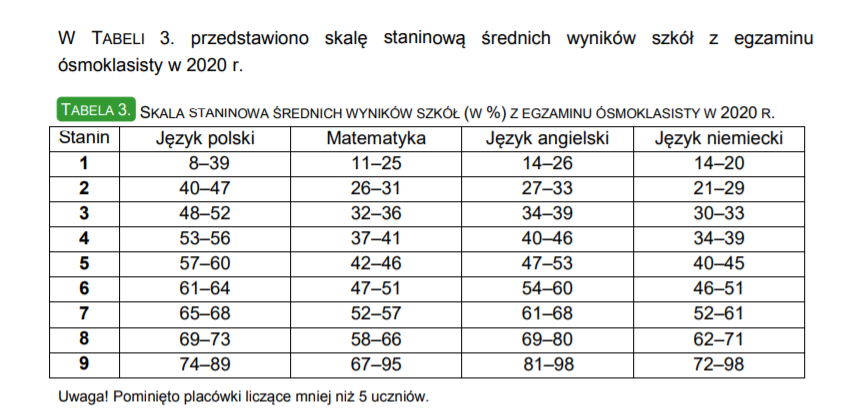 W TABELI 3. przedstawiono skalę staninową średnich wyników szkół z egzaminu
ósmoklasisty w 2020 r.
TABELA 3. SKALA STANINOWA ŚREDNICH WYNIKÓW SZKÓŁ (W %) Z EGZAMINU ÓSMOKLASISTY W 2020 R.
Stanin Język polski Matematyka Język angielski Język niemiecki
1 8–39 11–25 14–26 14–20
2 40–47 26–31 27–33 21–29
3 48–52 32–36 34–39 30–33
4 53–56 37–41 40–46 34–39
5 57–60 42–46 47–53 40–45
6 61–64 47–51 54–60 46–51
7 65–68 52–57 61–68 52–61
8 69–73 58–66 69–80 62–71
9 74–89 67–95 81–98 72–98
Uwaga! Pominięto placówki liczące mniej niż 5 uczniów.